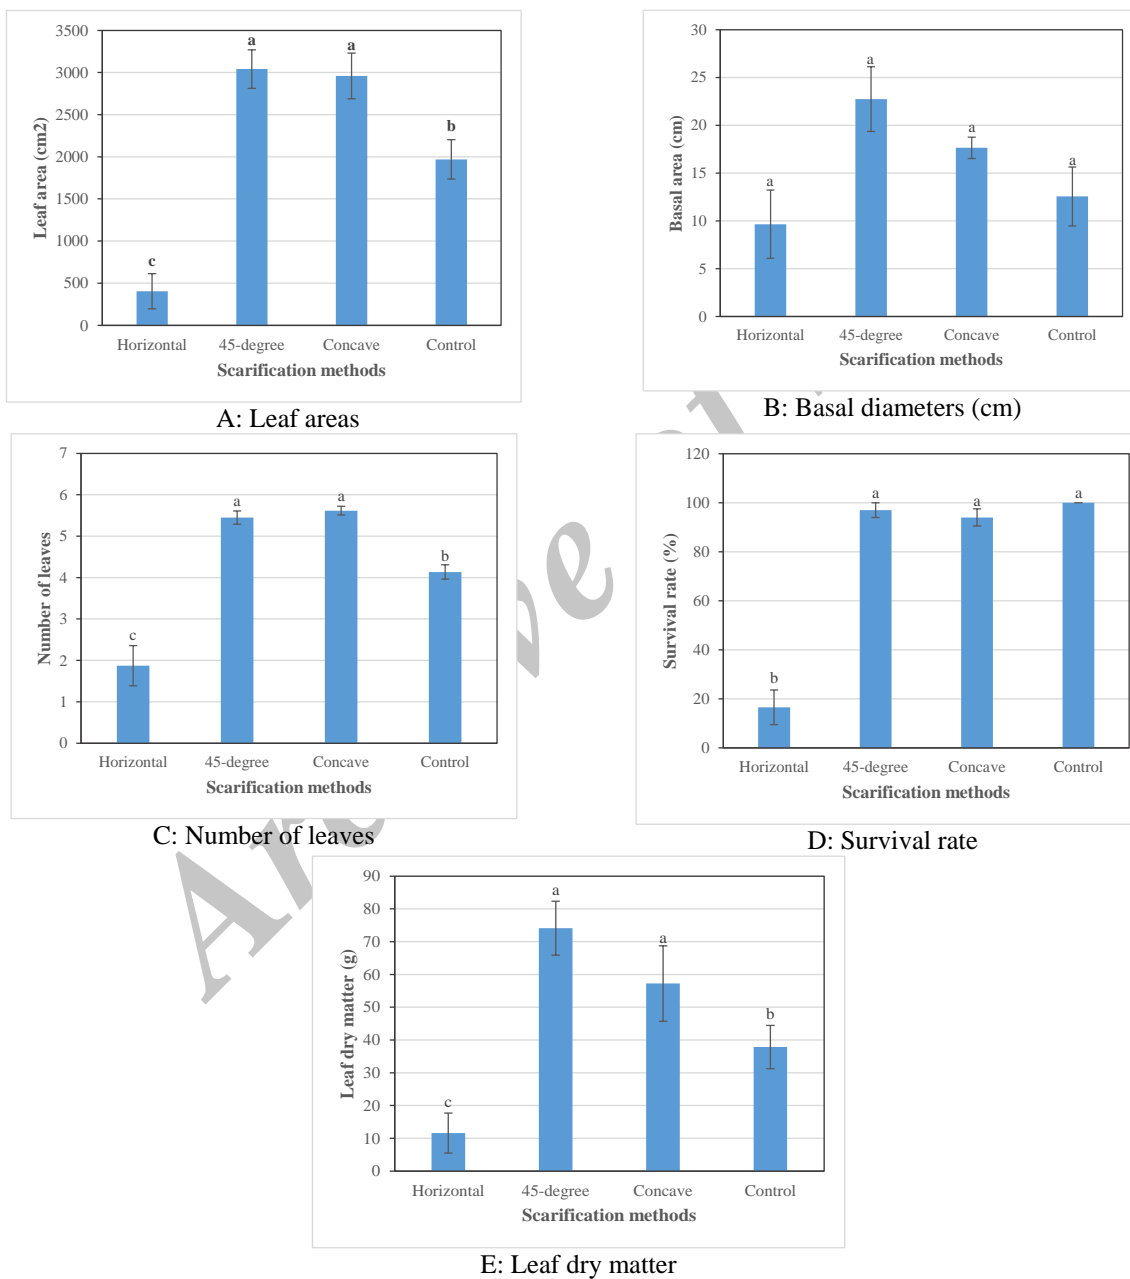 3500
3000
2500
2000
1500
1000
500
0
Leaf area (cm2)
a
a
b
c
Horizontal 45-degree Concave Control
Scarification methods
A: Leaf areas
30
25
20
15
10
5
0
Basal area (cm)
a
a
a
a
Horizontal 45-degree Concave Control
Scarification methods
B: Basal diameters (cm)
7
6
5
4
3
2
1
0
Number of leaves
c
a
a
b
Horizontal 45-degree Concave Control
Scarification methods
C: Number of leaves
120
100
80
60
40
20
0
Survival rate (%)
b
a
a
a
Horizontal 45-degree Concave Control
Scarification methods
D: Survival rate
90
80
70
60
50
40
30
20
10
0
Leaf dry matter (g)
c
a
a
b
Horizontal 45-degree Concave Control
Scarification methods
E: Leaf dry matter